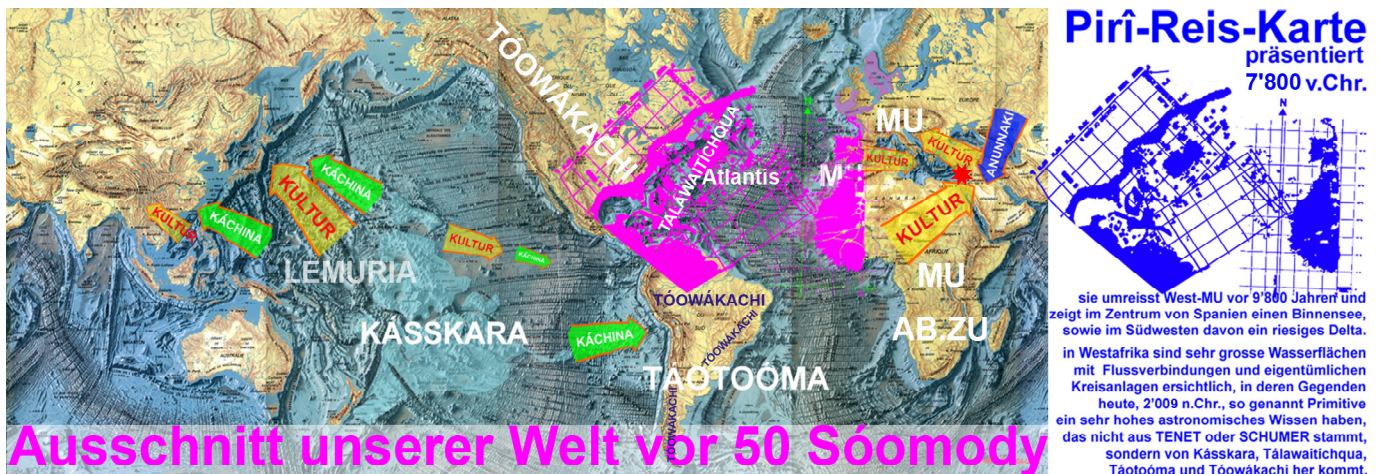 TÓOWÁKACHI
TÁLAWAITICHQUA
Atlantis
M
MU
KULTUR
KULTUR
ANUNNAKI
KULTUR
MU
AB.ZU
KÁCHINA
KULTUR
KULTUR
KÁCHINA
LEMURIA
KULTUR
KÁCHINA
KÁSSKARA
KÁCHINA
TÓOWÁKACHI
TÓOWÁKACHI
TÁOTOÓMA
TÓOWÁKACHI
Ausschnitt unserer Welt vor 50 Sóomody
Pirî-Reis-Karte
präsentiert
7'800 v.Chr.
N
sie umreisst West-MU vor 9'800 Jahren und
zeigt im Zentrum von Spanien einen Binnensee,
sowie im Südwesten davon ein riesiges Delta.
in Westafrika sind sehr grosse Wasserflächen
mit Flussverbindungen und eigentümlichen
Kreisanlagen ersichtlich, in deren Gegenden
heute, 2'009 n.Chr., so genannt Primitive
ein sehr hohes astronomisches Wissen haben,
das nicht aus TENET oder SCHUMER stammt,
sondern von Kásskara, Tálawaitichqua,
Táotoóma und Tóowákachi her kommt.